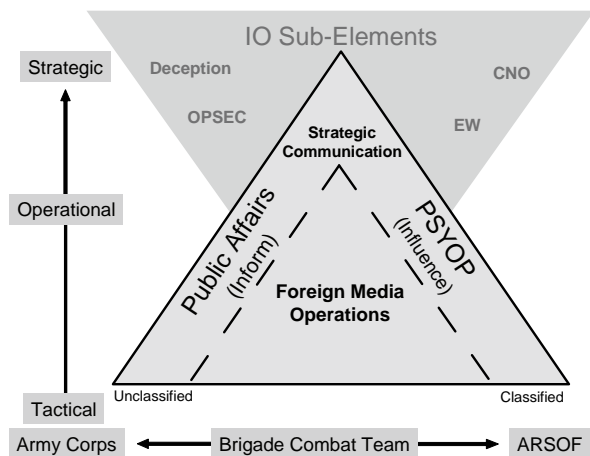 IO Sub-Elements
Strategic
Deception
CNO
OPSEC
EW
Strategic
Communication
Operational
Public Affairs
(Inform)
PSYOP
(Influence)
Foreign Media
Operations
Unclassified
Classified
Tactical
Army Corps
Brigade Combat Team
ARSOF